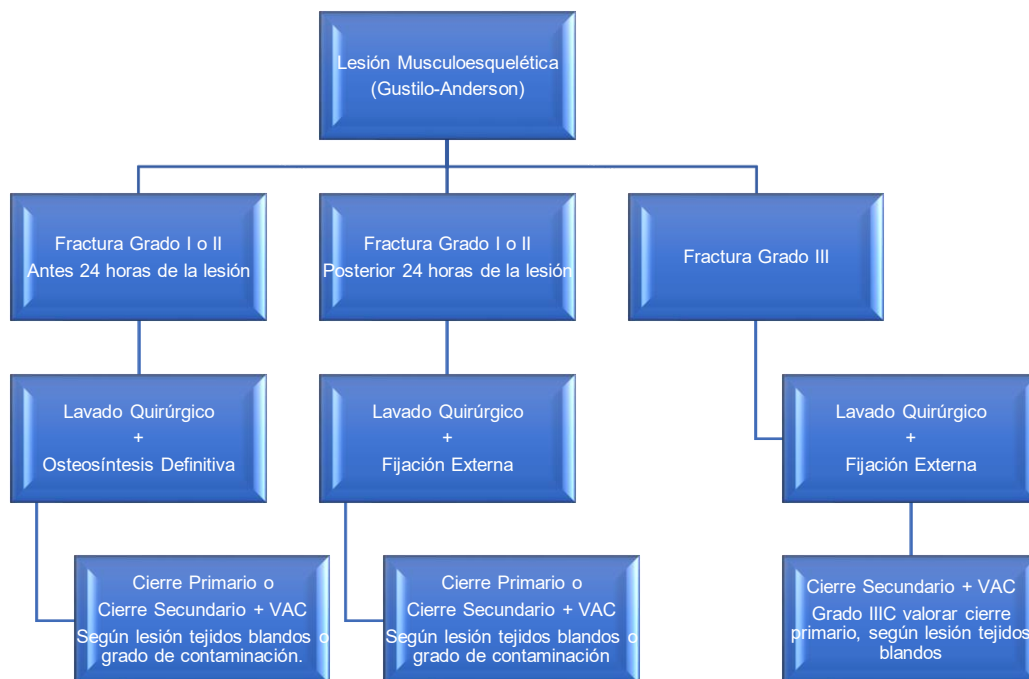 Lesión Musculoesquelética
(Gustilo-Anderson)
Fractura Grado I o II
Antes 24 horas de la lesión
Fractura Grado I o II
Posterior 24 horas de la lesión
Fractura Grado III
Lavado Quirúrgico
+
Osteosíntesis Definitiva
Lavado Quirúrgico
+
Fijación Externa
Lavado Quirúrgico
+
Fijación Externa
Cierre Primario o
Cierre Secundario + VAC
Según lesión tejidos blandos o
grado de contaminación.
Cierre Primario o
Cierre Secundario + VAC
Según lesión tejidos blandos o
grado de contaminación
Cierre Secundario + VAC
Grado IIIC valorar cierre
primario, según lesión tejidos
blandos